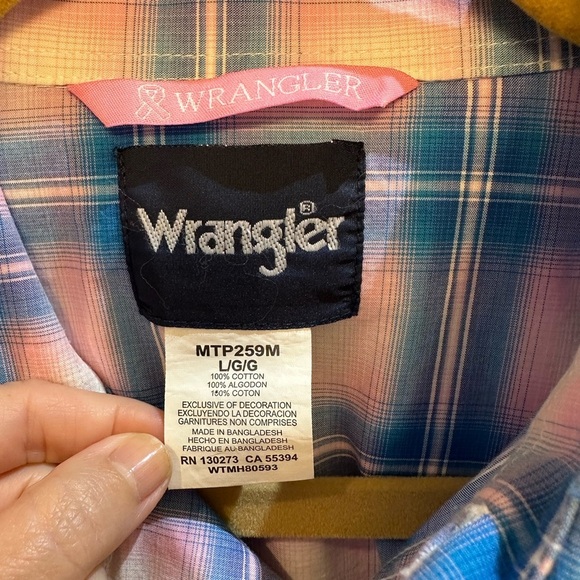 WRANGLER
Wrangler®
MTP259M
L/G/G
100% COTTON
100% ALGODON
100% COTON
EXCLUSIVE OF DECORATION
EXCLUYENDO LA DECORACION
GARNITURES NON COMPRISES
MADE IN BANGLADESH
HECHO EN BANGLADESH
FABRIQUE AU BANGLADESH
RN 130273 CA 55394
WTMH80593